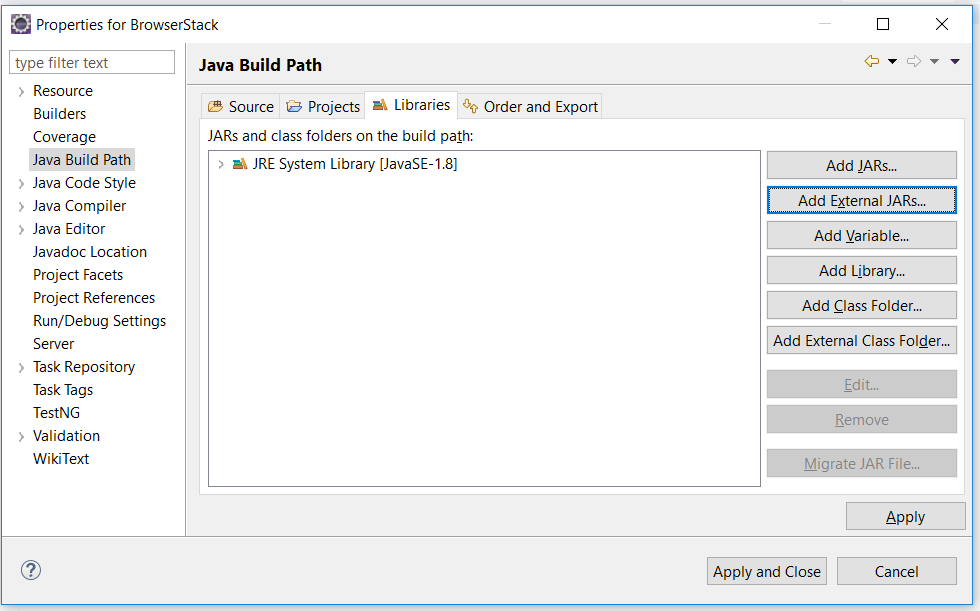 Properties for BrowserStack
type filter text
Resource
Builders
Coverage
Java Build Path
Java Code Style
Java Compiler
Java Editor
Javadoc Location
Project Facets
Project References
Run/Debug Settings
Server
Task Repository
Task Tags
TestNG
Validation
WikiText
Java Build Path
Source Projects Libraries Order and Export
JARs and class folders on the build path:
JRE System Library [JavaSE-1.8]
Add JARs...
Add External JARs...
Add Variable...
Add Library...
Add Class Folder...
Add External Class Folder...
Edit...
Remove
Migrate JAR File...
Apply
?
Apply and Close Cancel